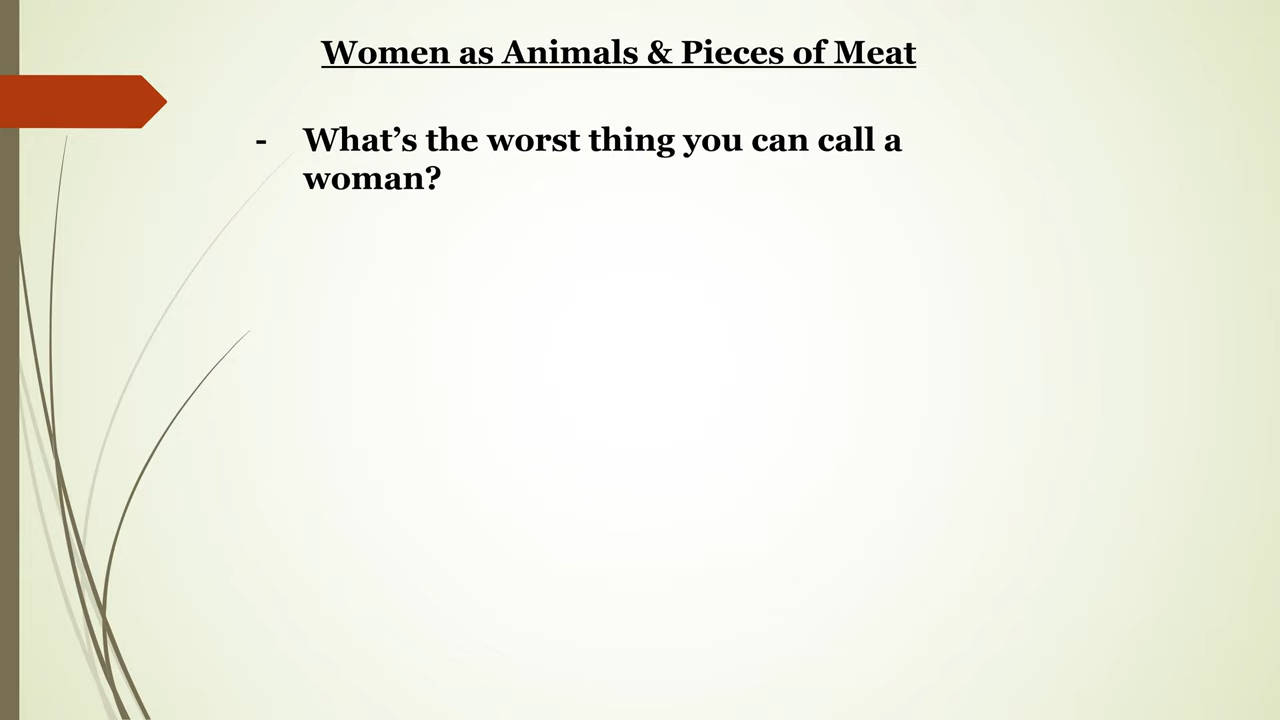 Women as Animals & Pieces of Meat
- What’s the worst thing you can call a
woman?